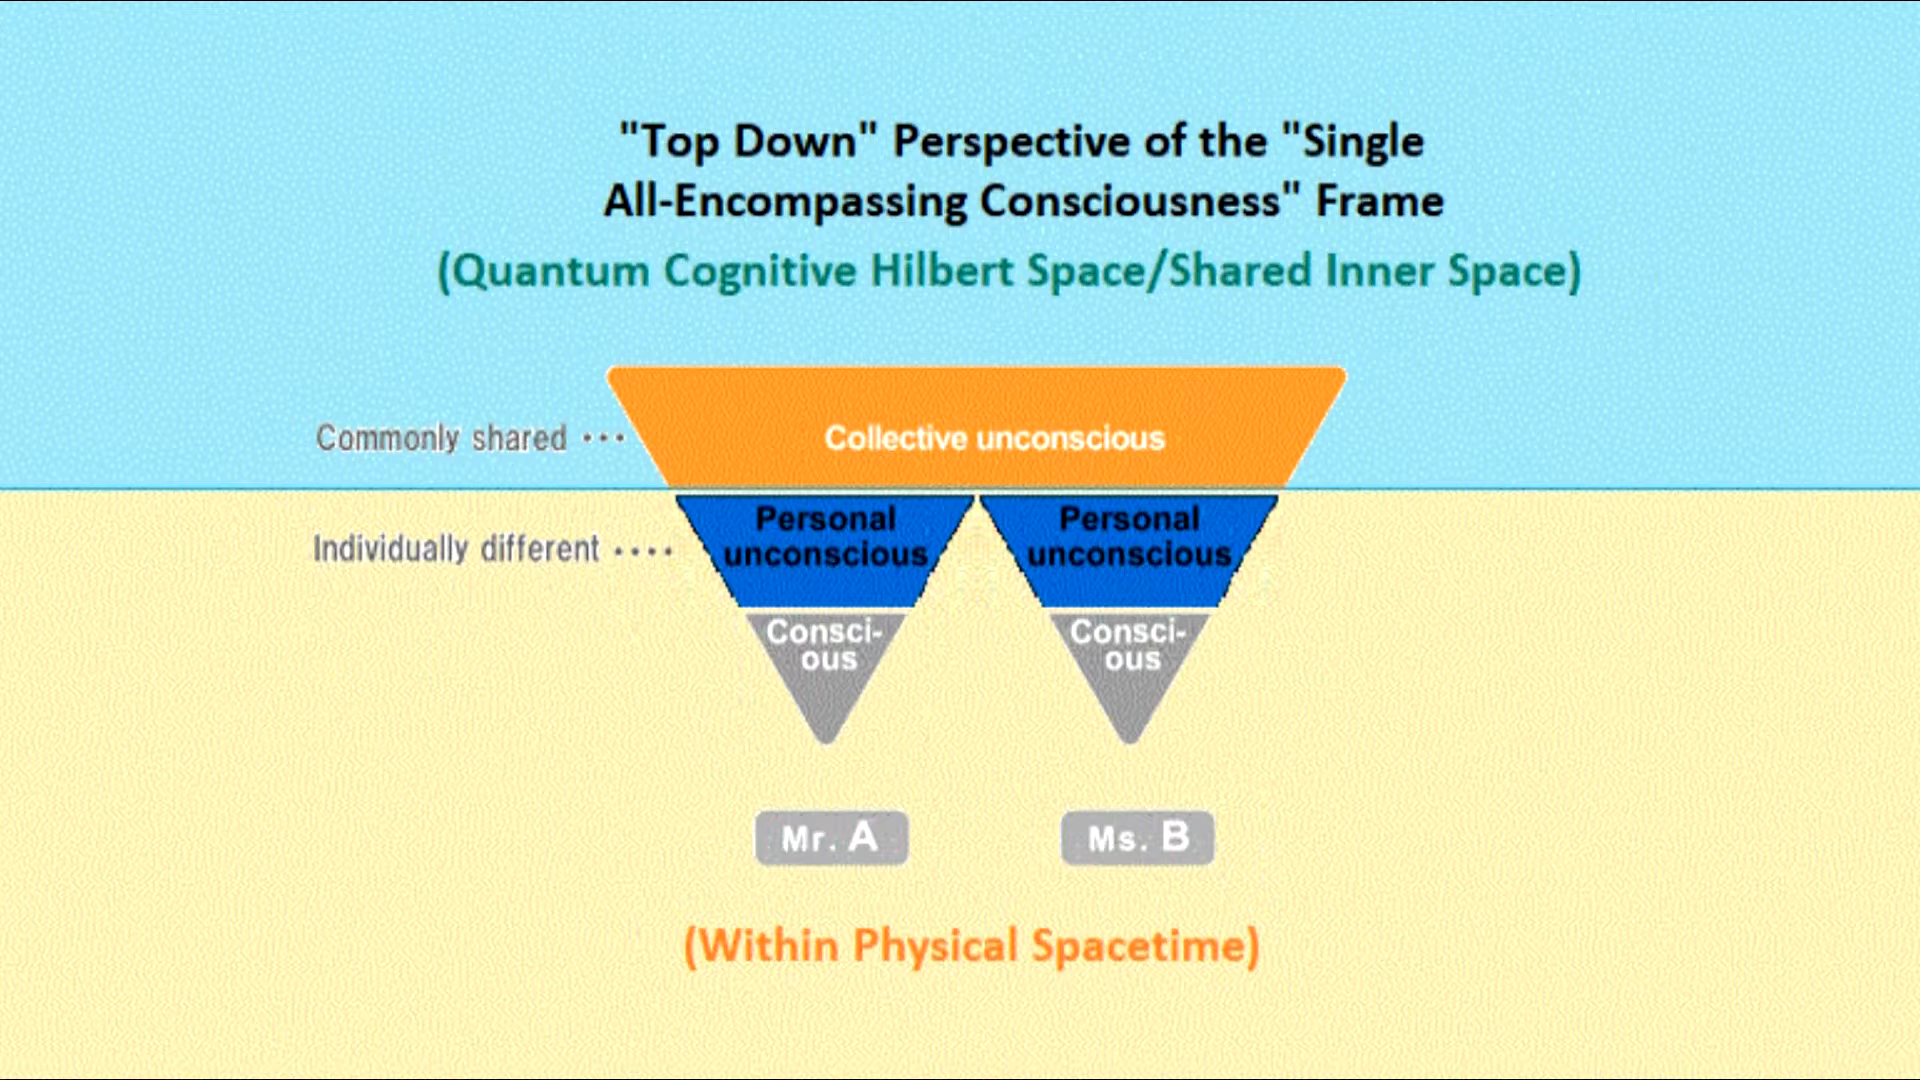 "Top Down" Perspective of the "Single
All-Encompassing Consciousness" Frame
(Quantum Cognitive Hilbert Space/Shared Inner Space)
Commonly shared ···
Collective unconscious
Individually different ····
Personal
unconscious
Personal
unconscious
Consci-
ous
Consci-
ous
Mr. A
Ms. B
(Within Physical Spacetime)